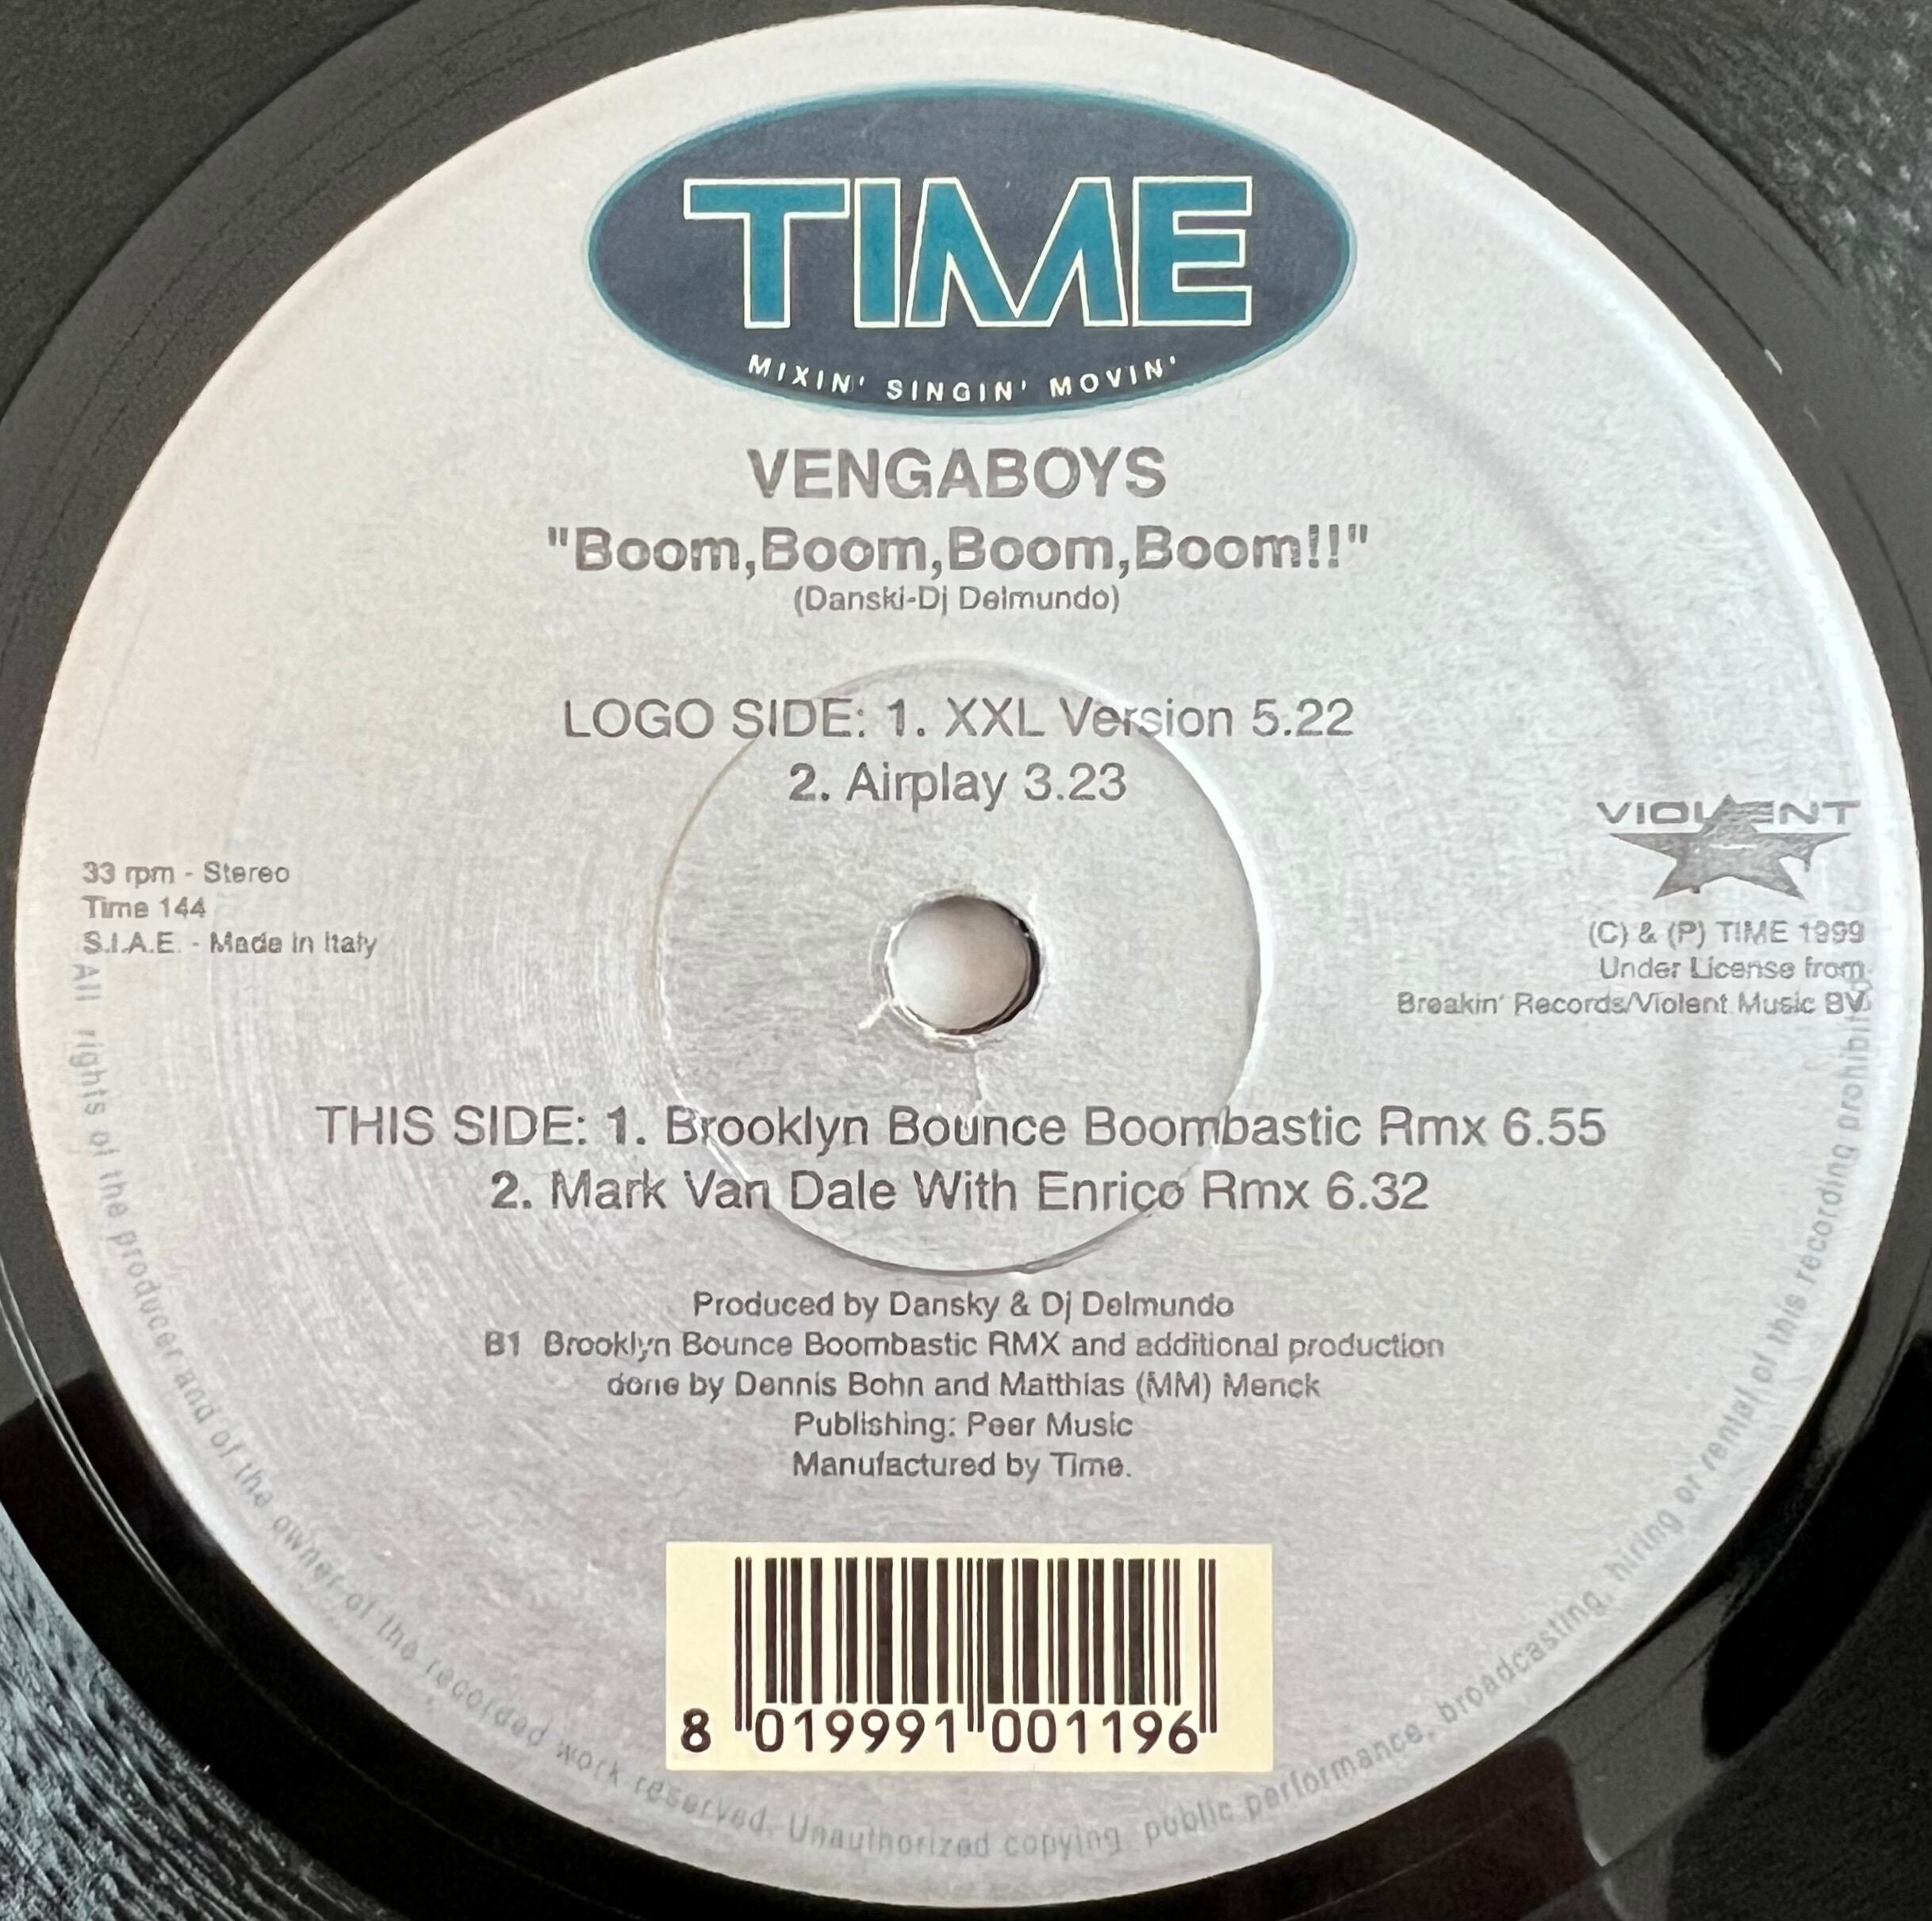 TIME
MIXIN' SINGIN' MOVIN'
VENGABOYS
"Boom,Boom,Boom,Boom!!"
(Danski-Dj Delmundo)
LOGO SIDE: 1. XXL Version 5.22
2. Airplay 3.23
33 rpm - Stereo
Time 144
S.I.A.E. - Made in Italy
VIOLENT
(C) & (P) TIME 1999
Under License from
Breakin' Records/Violent Music BV.
THIS SIDE: 1. Brooklyn Bounce Boombastic Rmx 6.55
2. Mark Van Dale With Enrico Rmx 6.32
Produced by Dansky & Dj Delmundo
B1 Brooklyn Bounce Boombastic RMX and additional production
done by Dennis Bohn and Matthias (MM) Menck
Publishing: Peer Music
Manufactured by Time.
8 019991 001196
All rights of the producer and of the owner of the recorded work reserved. Unauthorized copying public performance, broadcasting, hiring or rental of this recording prohibited